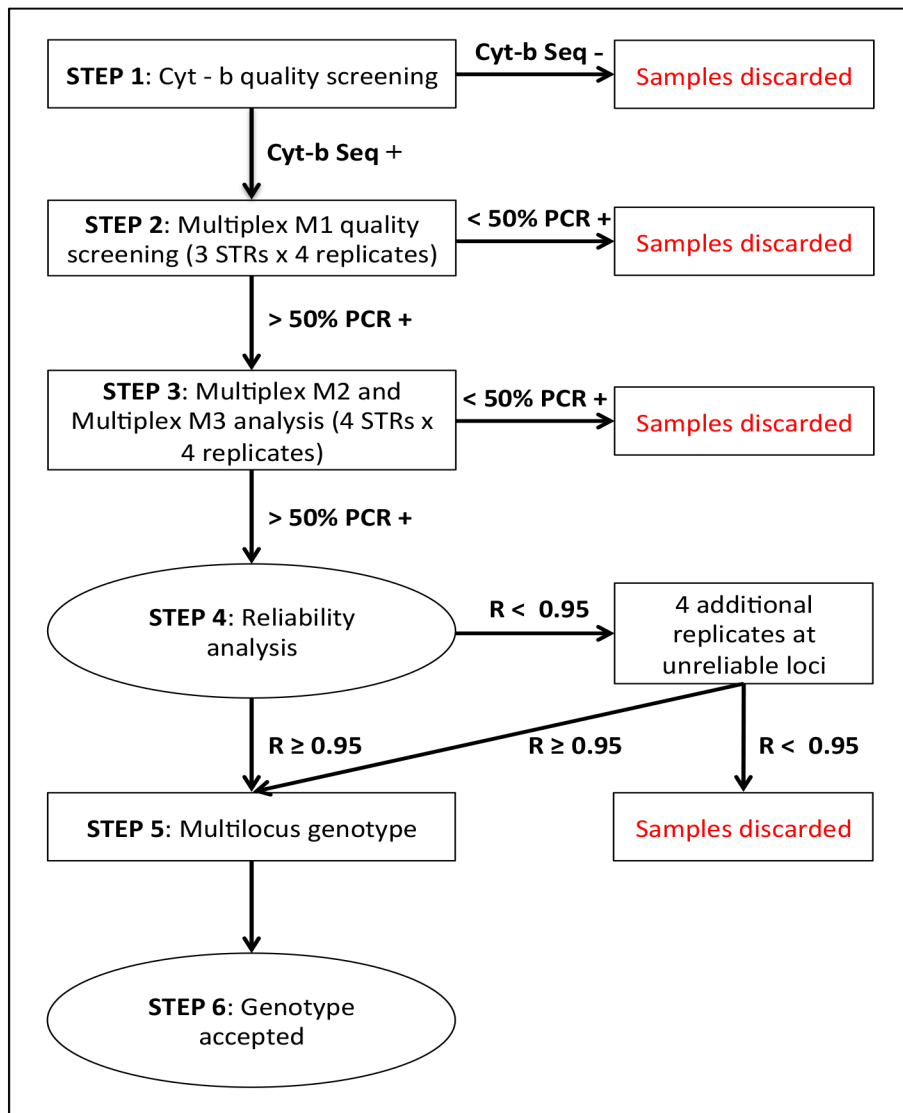 Cyt-b Seq -
STEP 1: Cyt - b quality screening
Samples discarded
Cyt-b Seq +
STEP 2: Multiplex M1 quality
screening (3 STRs x 4 replicates)
< 50% PCR +
Samples discarded
> 50% PCR +
STEP 3: Multiplex M2 and
Multiplex M3 analysis (4 STRs x
4 replicates)
< 50% PCR +
Samples discarded
> 50% PCR +
STEP 4: Reliability
analysis
R < 0.95
4 additional
replicates at
unreliable loci
R ≥ 0.95
R ≥ 0.95
R < 0.95
STEP 5: Multilocus genotype
Samples discarded
STEP 6: Genotype
accepted